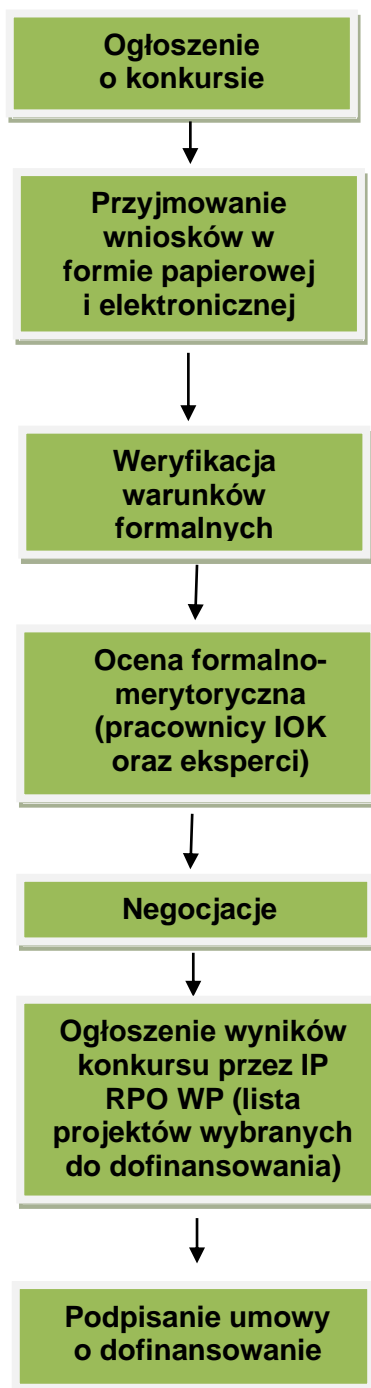 Ogłoszenie
o konkursie
Przyjmowanie
wniosków w
formie papierowej
i elektronicznej
Weryfikacja
warunków
formalnych
Ocena formalno-
merytoryczna
(pracownicy IOK
oraz eksperci)
Negocjacje
Ogłoszenie wyników
konkursu przez IP
RPO WP (lista
projektów wybranych
do dofinansowania)
Podpisanie umowy
o dofinansowanie